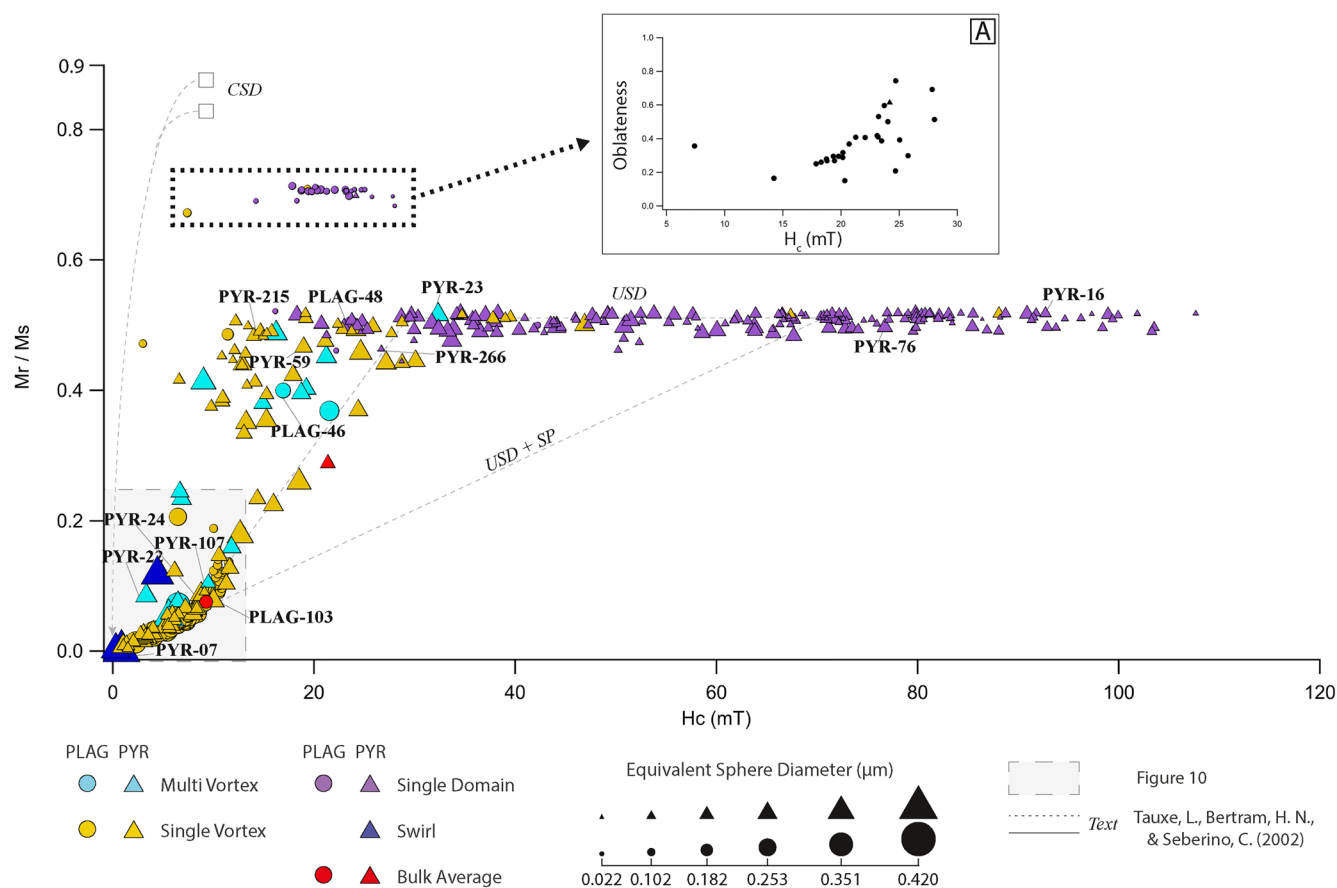 A
1.0
0.8
0.6
0.4
0.2
0.0
Oblateness
5 10 15 20 25 30
Hc (mT)
0.9
0.8
0.6
0.4
0.2
0.0
Mr / Ms
CSD
PYR-215
PLAG-48
PYR-23
USD
PYR-16
PYR-59
PYR-266
PYR-76
PLAG-46
USD + SP
PYR-24
PYR-107
PYR-22
PLAG-103
PYR-07
0 20 40 60 80 100 120
Hc (mT)
PLAG PYR
Multi Vortex
Single Vortex
PLAG PYR
Single Domain
Swirl
Bulk Average
Equivalent Sphere Diameter (μm)
0.022 0.102 0.182 0.253 0.351 0.420
Figure 10
Text
Tauxe, L., Bertram, H. N.,
& Seberino, C. (2002)